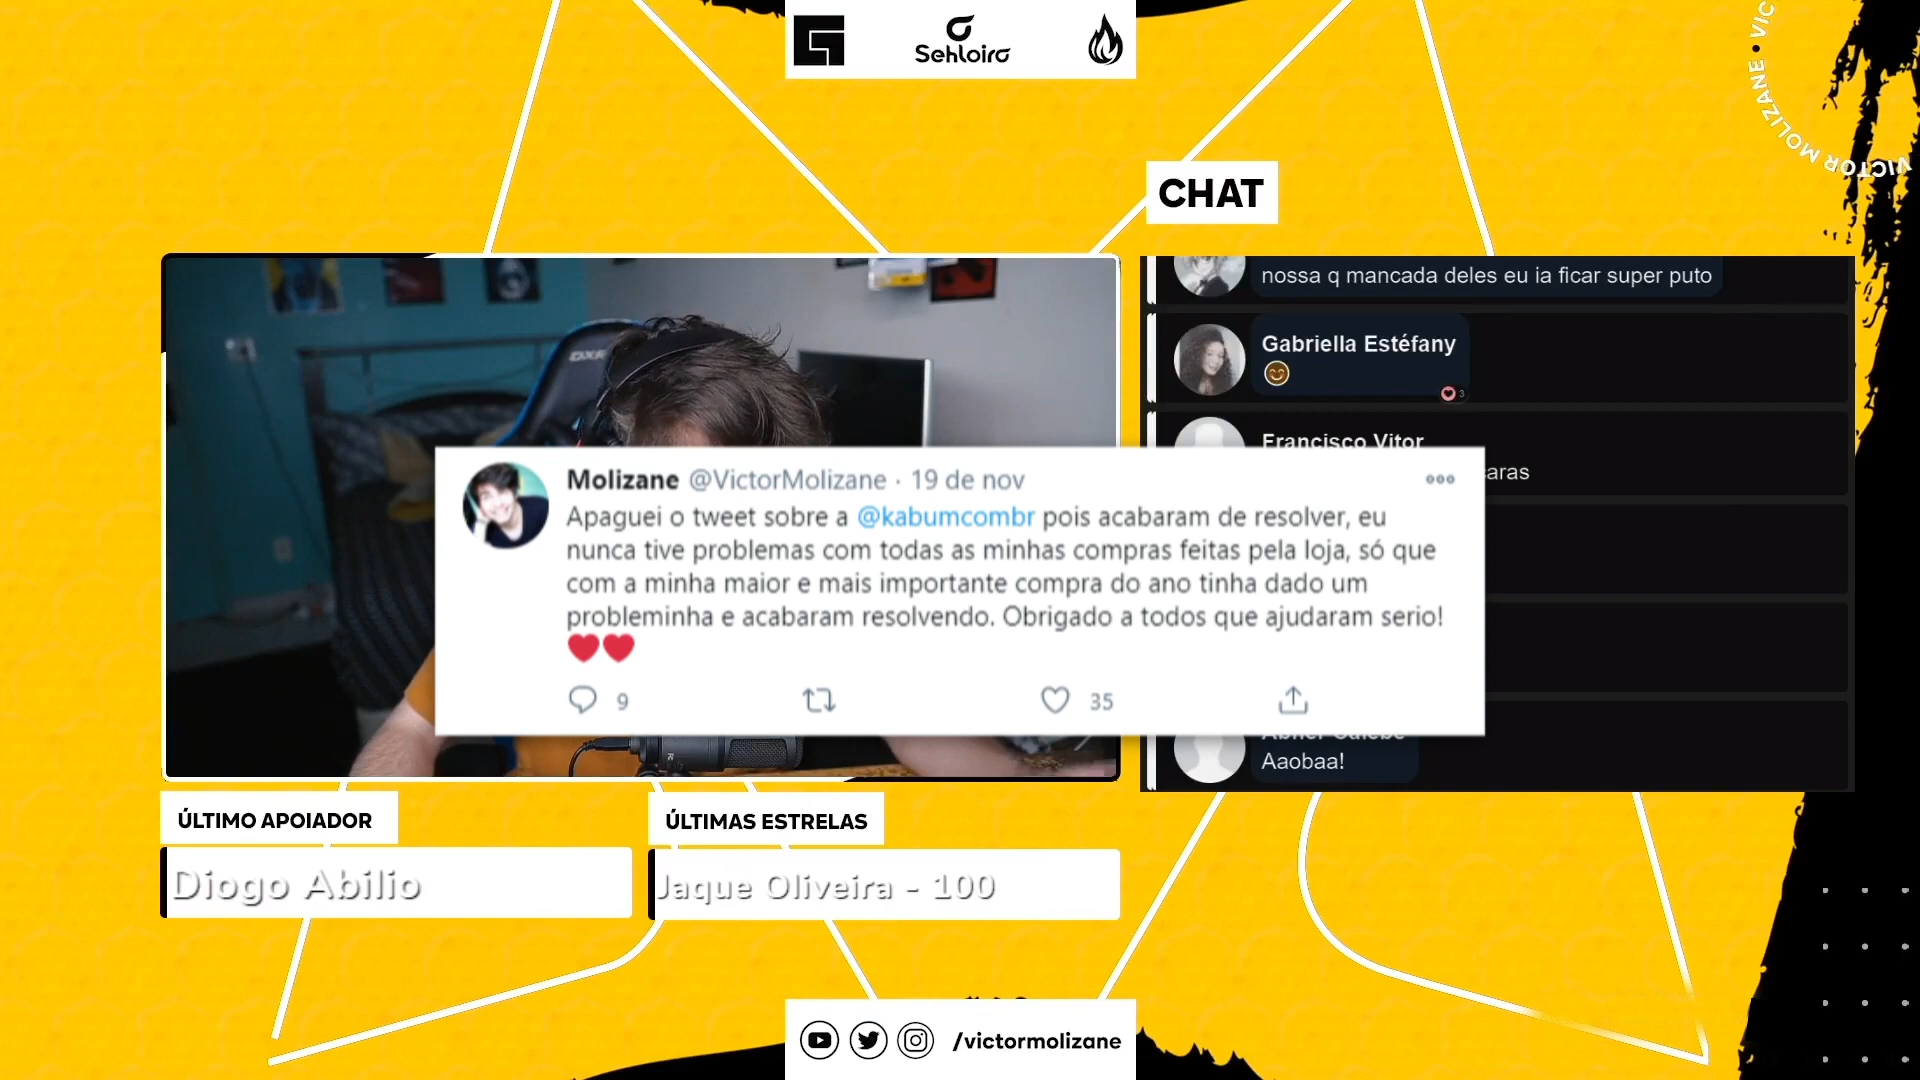 Sehloiro
VICTOR MOLIZANE • VIC
CHAT
nossa q mancada deles eu ia ficar super puto
Gabriella Estéfany
3
Francisco Vitor
DXR
Molizane @VictorMolizane · 19 de nov
Apaguei o tweet sobre a @kabumcombr pois acabaram de resolver, eu
nunca tive problemas com todas as minhas compras feitas pela loja, só que
com a minha maior e mais importante compra do ano tinha dado um
probleminha e acabaram resolvendo. Obrigado a todos que ajudaram serio!
❤️❤️
9
35
Aaobaa!
ÚLTIMO APOIADOR
Diogo Abilio
ÚLTIMAS ESTRELAS
Jaque Oliveira - 100
/victormolizane